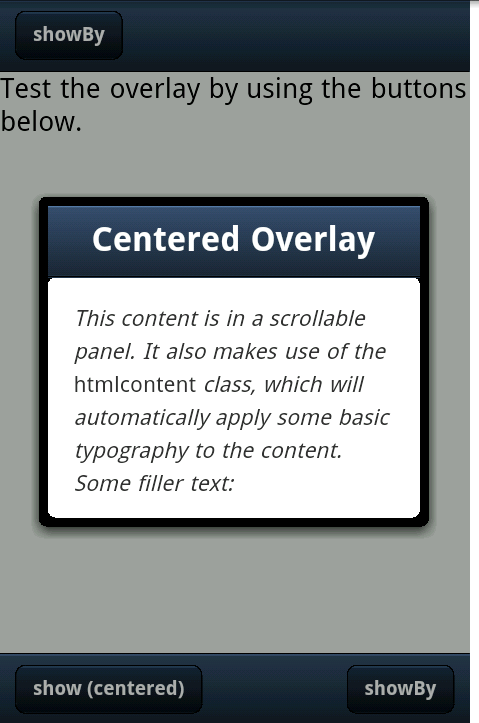 showBy
Test the overlay by using the buttons
below.
Centered Overlay
This content is in a scrollable
panel. It also makes use of the
htmlcontent class, which will
automatically apply some basic
typography to the content.
Some filler text:
show (centered)
showBy